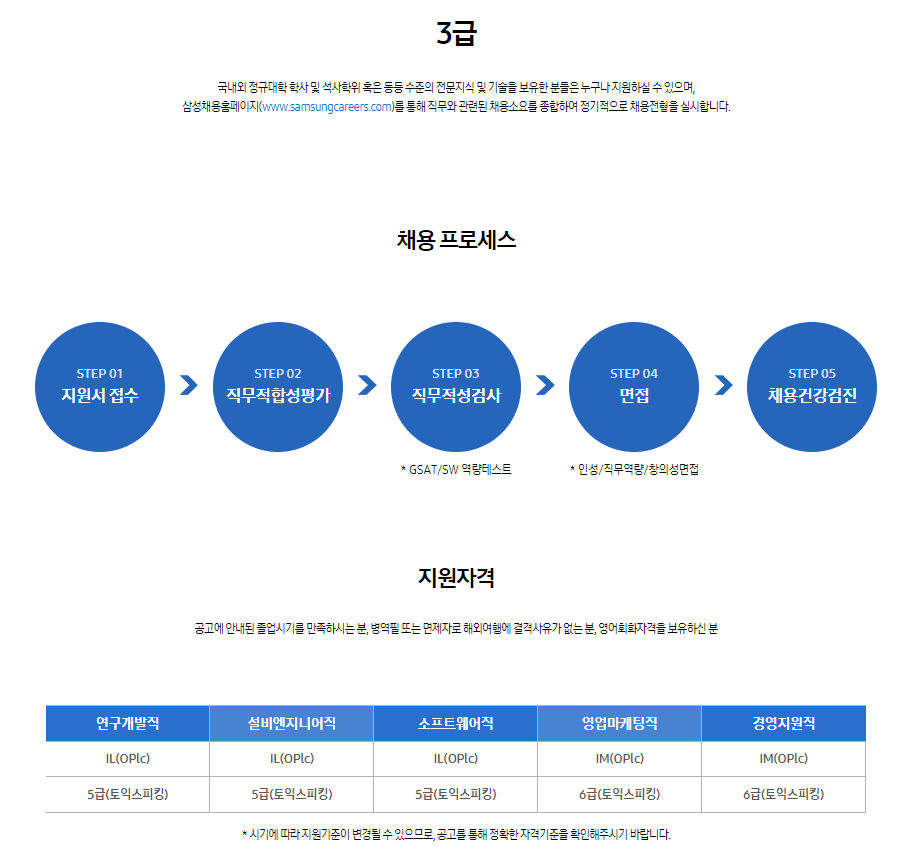 3급
국내외 정규대학 학사 및 석사학위 혹은 동등 수준의 전문지식 및 기술을 보유한 분들은 누구나 지원하실 수 있으며,
삼성채용홈페이지(www.samsungcareers.com)를 통해 직무와 관련된 채용소요를 종합하여 정기적으로 채용전형을 실시합니다.
채용 프로세스
STEP 01
지원서 접수
STEP 02
직무적합성평가
STEP 03
직무적성검사
* GSAT/SW 역량테스트
STEP 04
면접
* 인성/직무역량/창의성면접
STEP 05
채용건강검진
지원자격
공고에 안내된 졸업시기를 만족하시는 분, 병역필 또는 면제자로 해외여행에 결격사유가 없는 분, 영어회화자격을 보유하신 분
연구개발직 설비엔지니어직 소프트웨어직 영업마케팅직 경영지원직
IL(OPIc) IL(OPIc) IL(OPIc) IM(OPIc) IM(OPIc)
5급(토익스피킹) 5급(토익스피킹) 5급(토익스피킹) 6급(토익스피킹) 6급(토익스피킹)
* 시기에 따라 지원기준이 변경될 수 있으므로, 공고를 통해 정확한 자격기준을 확인해주시기 바랍니다.